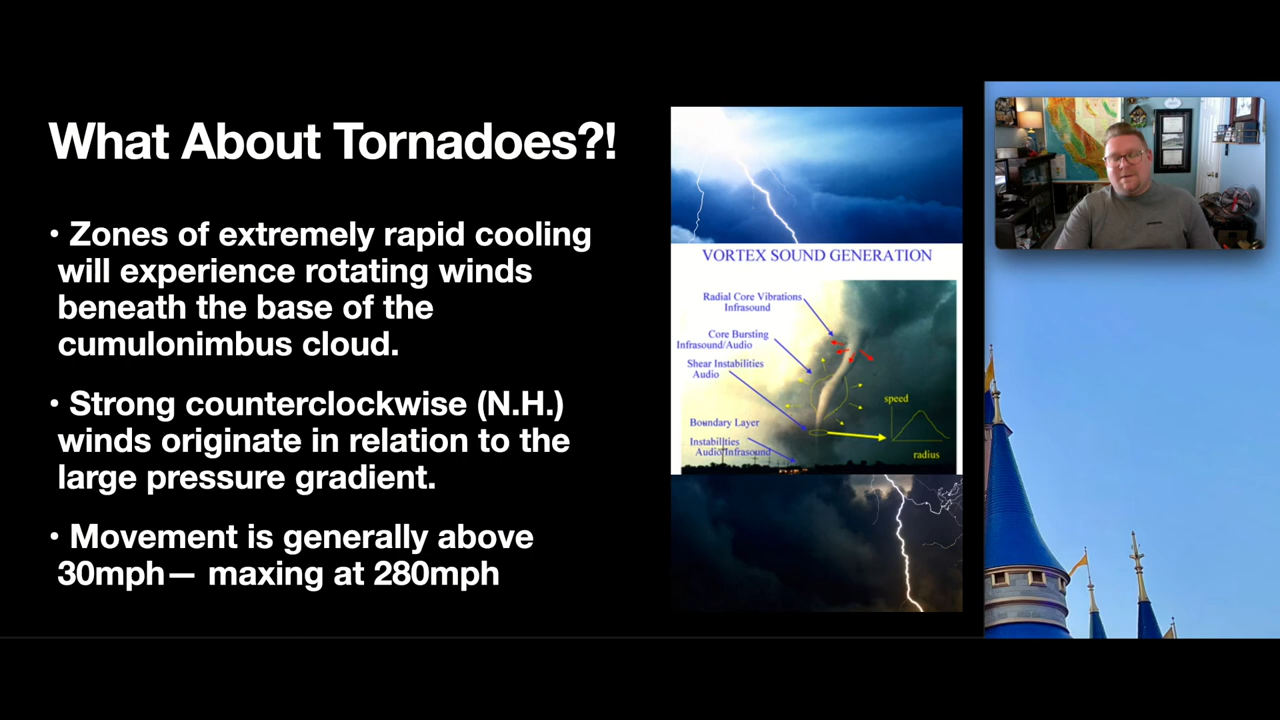 What About Tornadoes?!
• Zones of extremely rapid cooling
will experience rotating winds
beneath the base of the
cumulonimbus cloud.
• Strong counterclockwise (N.H.)
winds originate in relation to the
large pressure gradient.
• Movement is generally above
30mph— maxing at 280mph
VORTEX SOUND GENERATION
Radial Core Vibrations
Infrasound
Core Bursting
Infrasound/Audio
Shear Instabilities
Audio
speed
Boundary Layer
Instabilities
Audio/Infrasound
radius